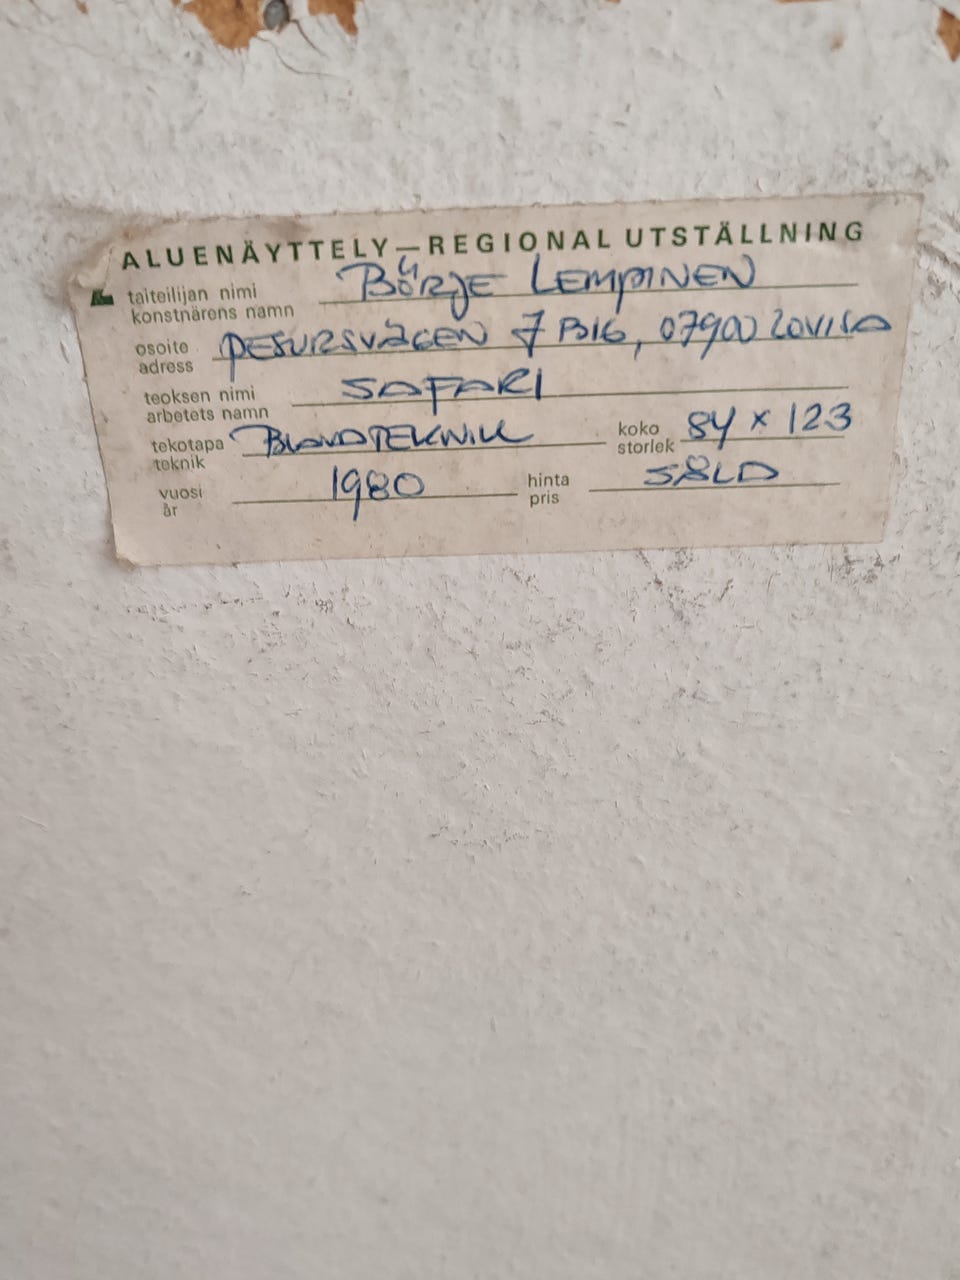 ALUENÄYTTELY—REGIONAL UTSTÄLLNING
taiteilijan nimi
konstnärens namn BÖRJE LEMPINEN
osoite
adress PESURSVÄGEN 7 B16, 07900 LOVISA
teoksen nimi
arbetets namn SAFARI
tekotapa
teknik BLANDTEKNIK
koko
storlek 84 x 123
vuosi
år 1980
hinta
pris SÅLD